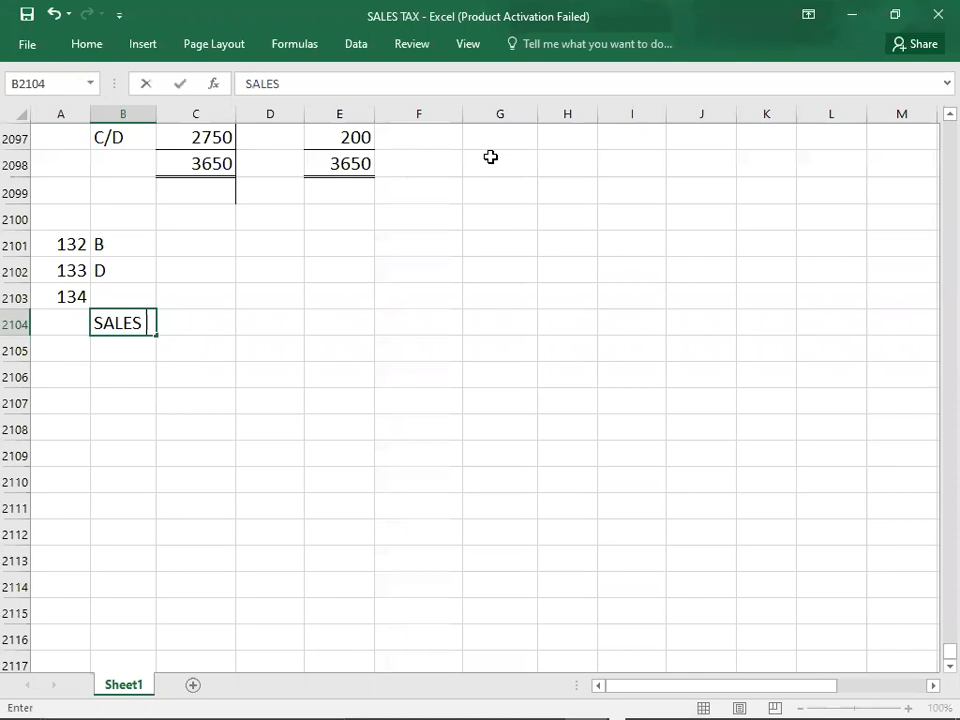 SALES TAX - Excel (Product Activation Failed)
File Home Insert Page Layout Formulas Data Review View Tell me what you want to do... Share
B2104 fx SALES
A B C D E F G H I J K L M
2097 C/D 2750 200
2098 3650 3650
2099
2100
2101 132 B
2102 133 D
2103 134
2104 SALES
2105
2106
2107
2108
2109
2110
2111
2112
2113
2114
2115
2116
2117
Sheet1
Enter 100%